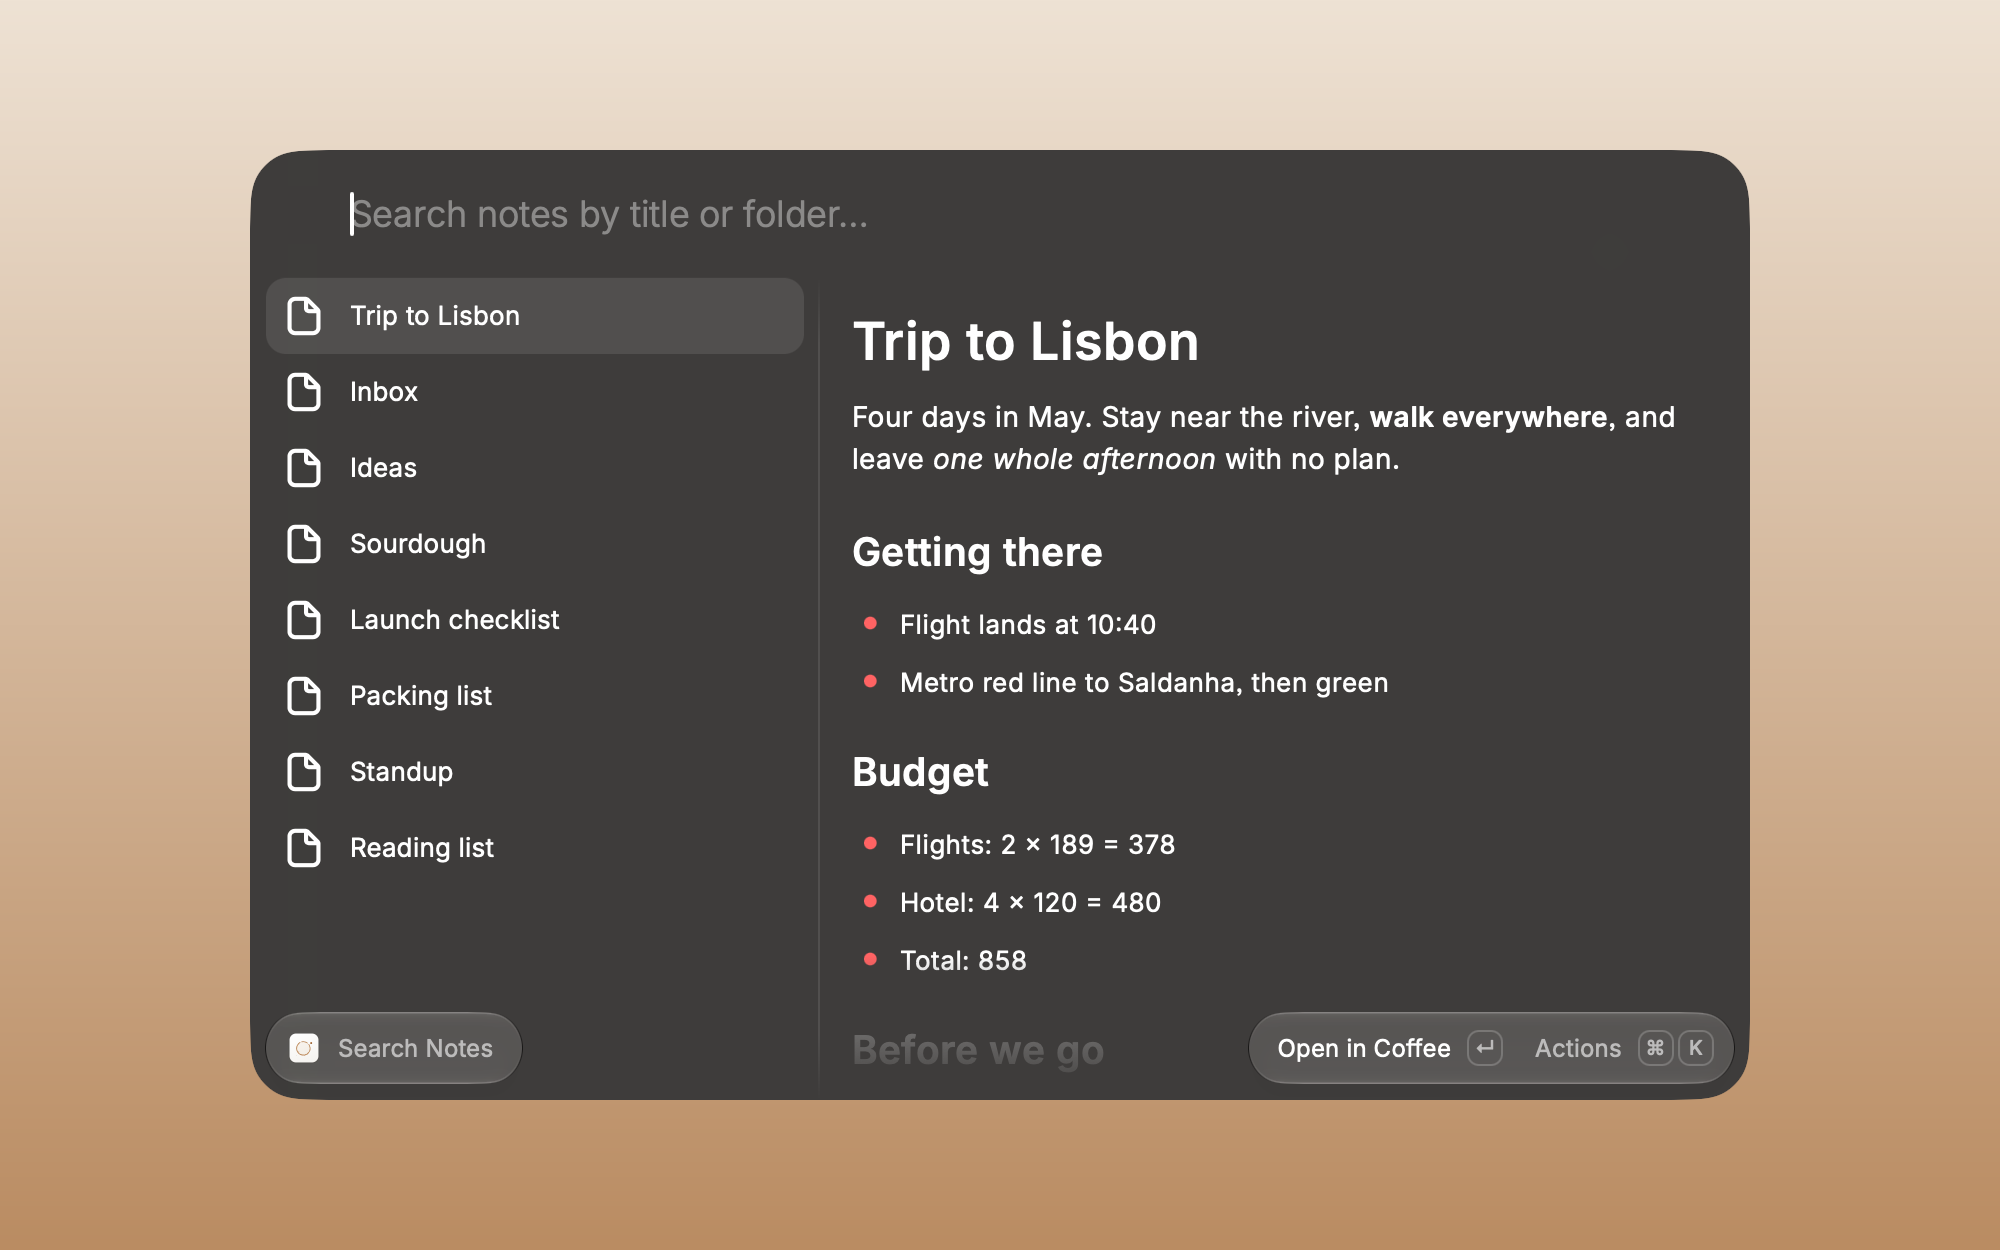 Search notes by title or folder...
Trip to Lisbon
Inbox
Ideas
Sourdough
Launch checklist
Packing list
Standup
Reading list
Trip to Lisbon
Four days in May. Stay near the river, walk everywhere, and
leave one whole afternoon with no plan.
Getting there
Flight lands at 10:40
Metro red line to Saldanha, then green
Budget
Flights: 2 × 189 = 378
Hotel: 4 × 120 = 480
Total: 858
Before we go
Search Notes
Open in Coffee ↵ Actions ⌘ K